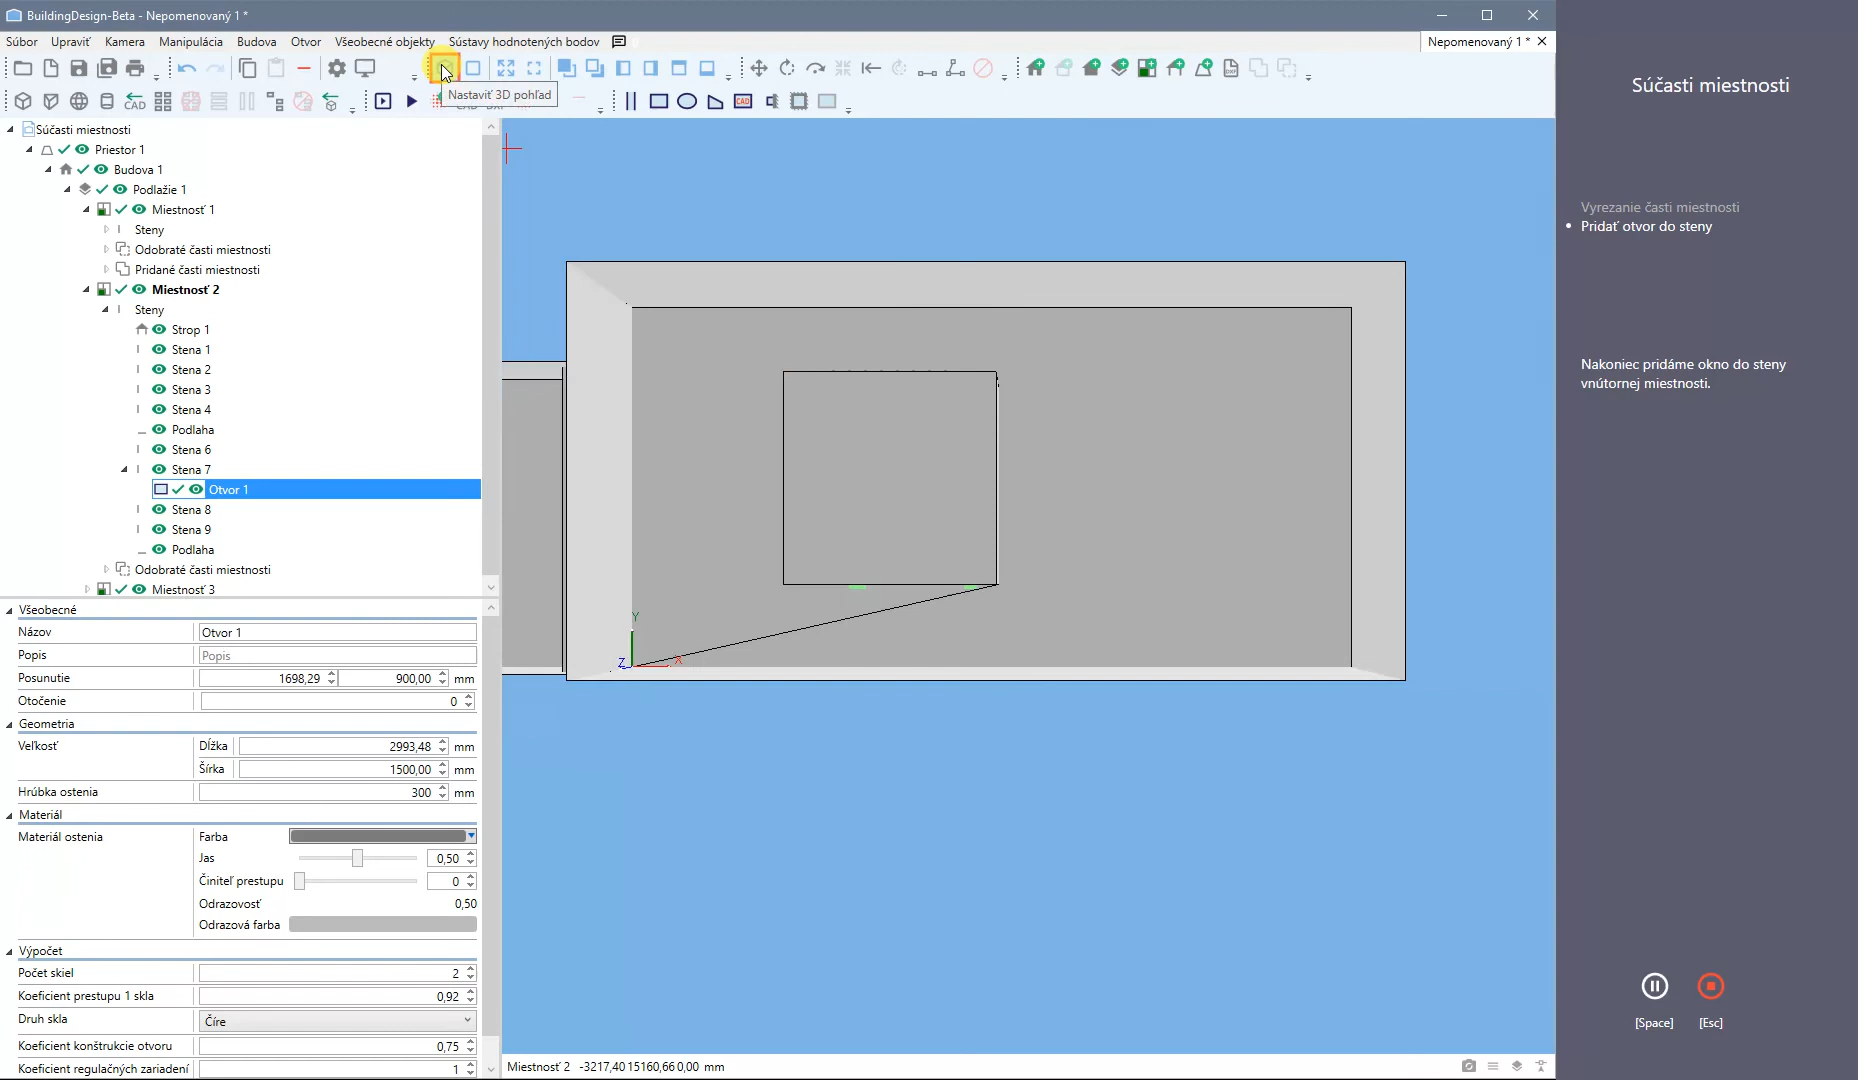 BuildingDesign-Beta - Nepomenovaný 1 *
Súbor Upraviť Kamera Manipulácia Budova Otvor Všeobecné objekty Sústavy hodnotených bodov
Nepomenovaný 1 *
Nastaviť 3D pohľad
CAD
CAD
Súčasti miestnosti
Priestor 1
Budova 1
Podlažie 1
Miestnosť 1
Steny
Odobraté časti miestnosti
Pridané časti miestnosti
Miestnosť 2
Steny
Strop 1
Stena 1
Stena 2
Stena 3
Stena 4
Podlaha
Stena 6
Stena 7
Otvor 1
Stena 8
Stena 9
Podlaha
Odobraté časti miestnosti
Miestnosť 3
Všeobecné
Názov Otvor 1
Popis Popis
Posunutie 1698,29 900,00 mm
Otočenie 0
Geometria
Veľkosť Dĺžka 2993,48 mm
Šírka 1500,00 mm
Hrúbka ostenia 300 mm
Materiál
Materiál ostenia Farba
Jas 0,50
Činiteľ prestupu 0
Odrazovosť 0,50
Odrazová farba
Výpočet
Počet skiel 2
Koeficient prestupu 1 skla 0,92
Druh skla Číre
Koeficient konštrukcie otvoru 0,75
Koeficient regulačných zariadení 1
Y
Z X
Miestnosť 2 -3217,40 15160,66 0,00 mm
Súčasti miestnosti
Vyrezanie časti miestnosti
• Pridať otvor do steny
Nakoniec pridáme okno do steny
vnútornej miestnosti.
[Space] [Esc]